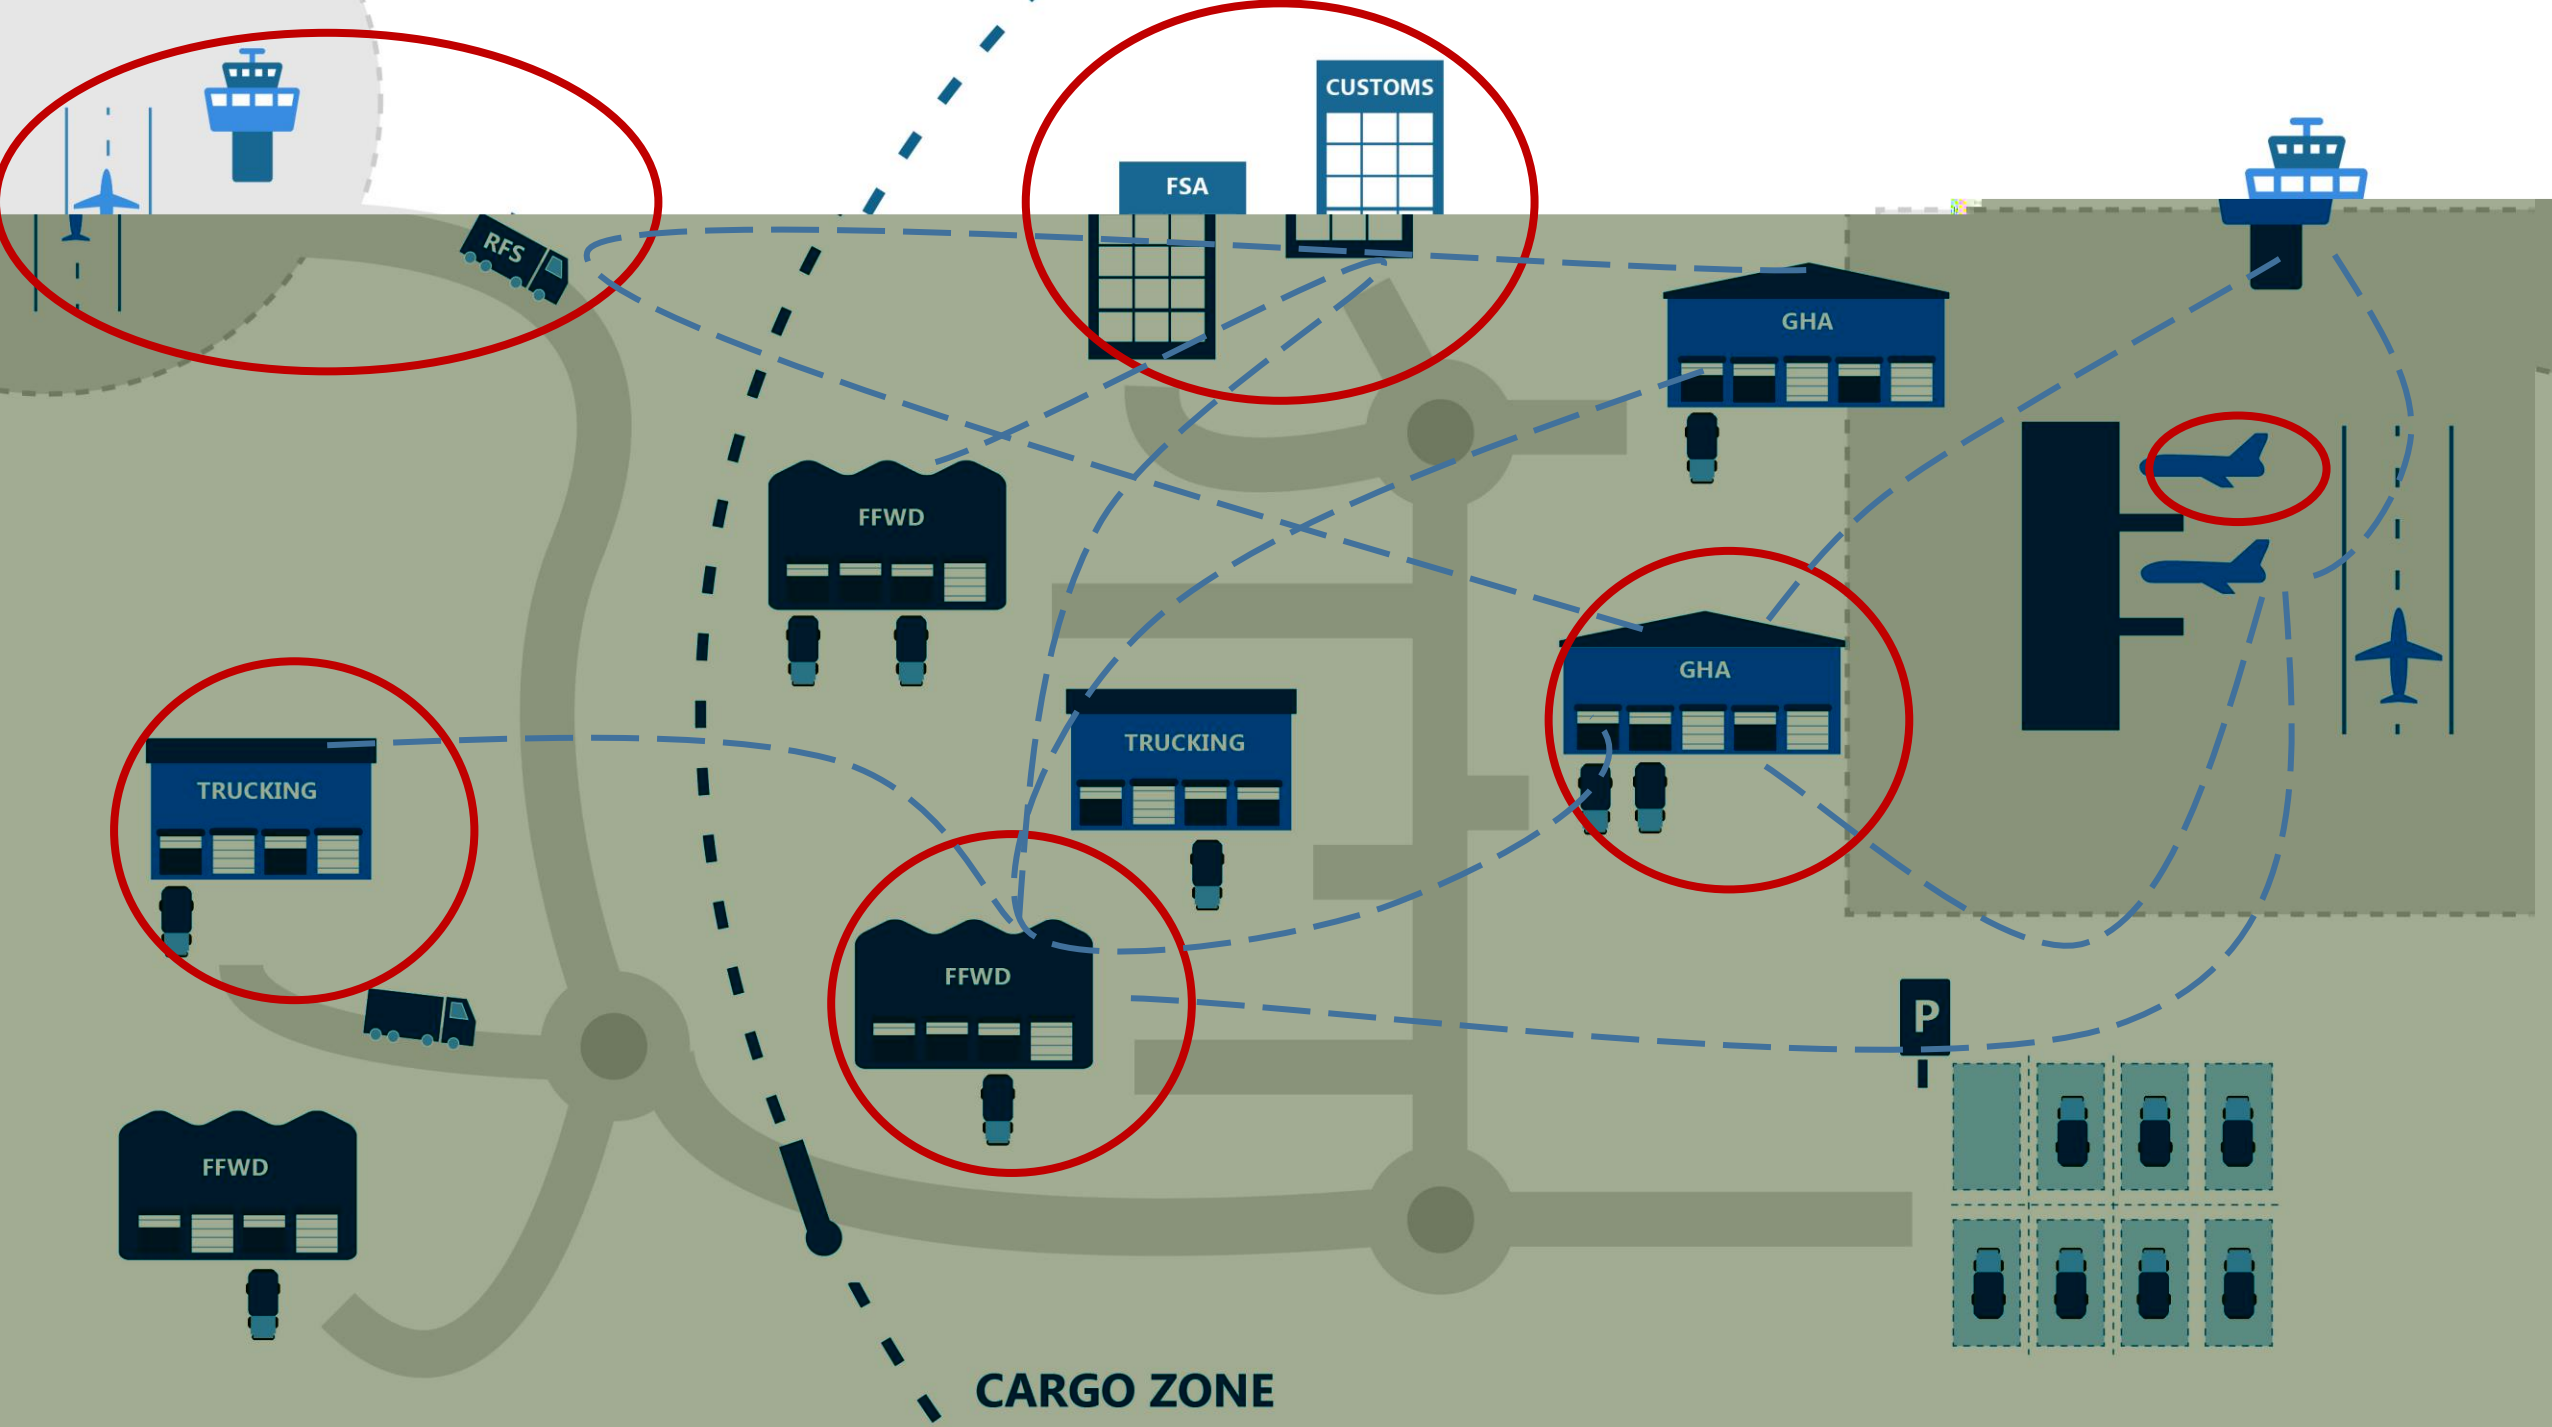 CUSTOMS
FSA
RFS
GHA
FFWD
GHA
TRUCKING
TRUCKING
FFWD
P
FFWD
CARGO ZONE